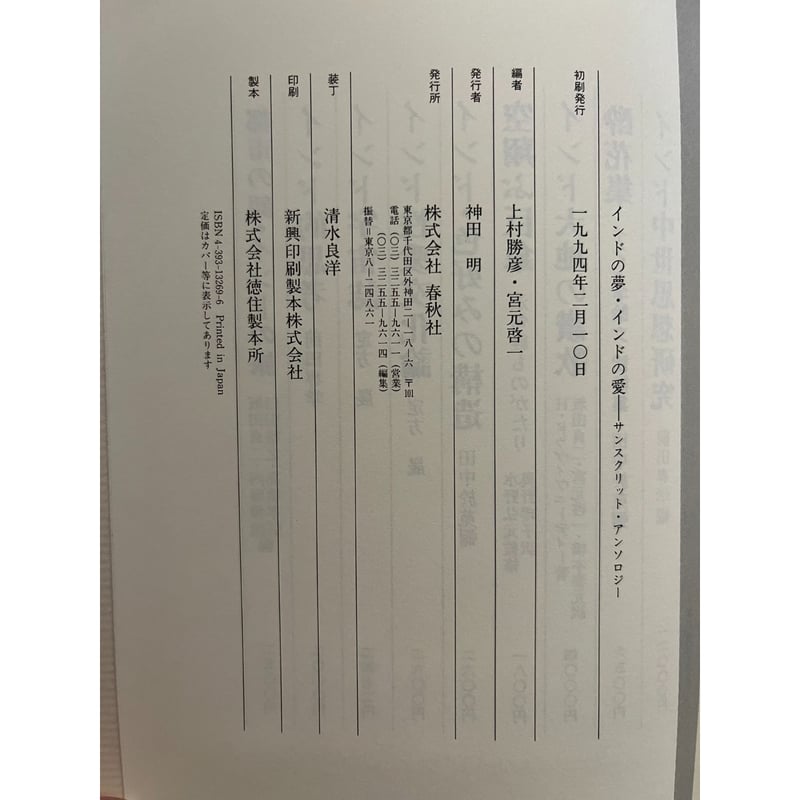 インドの夢・インドの愛――サンスクリット・アンソロジー
初刷発行 一九九四年二月一〇日
編者 上村勝彦・宮元啓一
発行者 神田 明
発行所 株式会社 春秋社
東京都千代田区外神田二―一八―六 〒101
電話 (〇三)三二五五―九六一一(営業)
(〇三)三二五五―九六一四(編集)
振替=東京八―二四八六一
装丁 清水良洋
印刷 新興印刷製本株式会社
製本 株式会社徳住製本所
ISBN 4-393-13269-6 Printed in Japan
定価はカバー等に表示してあります